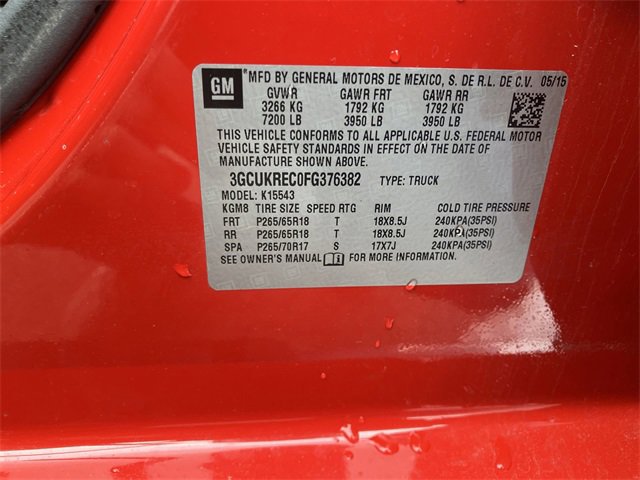 GM MFD BY GENERAL MOTORS DE MEXICO, S. DE R.L. DE C.V. 05/15
GVWR GAWR FRT GAWR RR
3266 KG 1792 KG 1792 KG
7200 LB 3950 LB 3950 LB
THIS VEHICLE CONFORMS TO ALL APPLICABLE U.S. FEDERAL MOTOR
VEHICLE SAFETY STANDARDS IN EFFECT ON THE DATE OF
MANUFACTURE SHOWN ABOVE.
3GCUKREC0FG376382 TYPE: TRUCK
MODEL: K15543
KGM8 TIRE SIZE SPEED RTG RIM COLD TIRE PRESSURE
FRT P265/65R18 T 18X8.5J 240KPA(35PSI)
RR P265/65R18 T 18X8.5J 240KPA(35PSI)
SPA P265/70R17 S 17X7J 240KPA(35PSI)
SEE OWNER'S MANUAL FOR MORE INFORMATION.